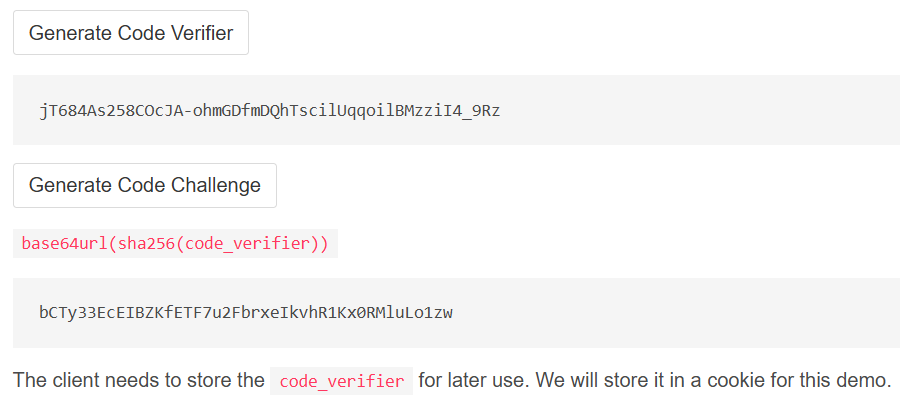 Generate Code Verifier
jT684As258COcJA-ohmGDfmDQhTscilUqqoilBMzziI4_9Rz
Generate Code Challenge
base64url(sha256(code_verifier))
bCTy33EcEIBZKfETF7u2FbrxeIkvhR1Kx0RMluLo1zw
The client needs to store the code_verifier for later use. We will store it in a cookie for this demo.